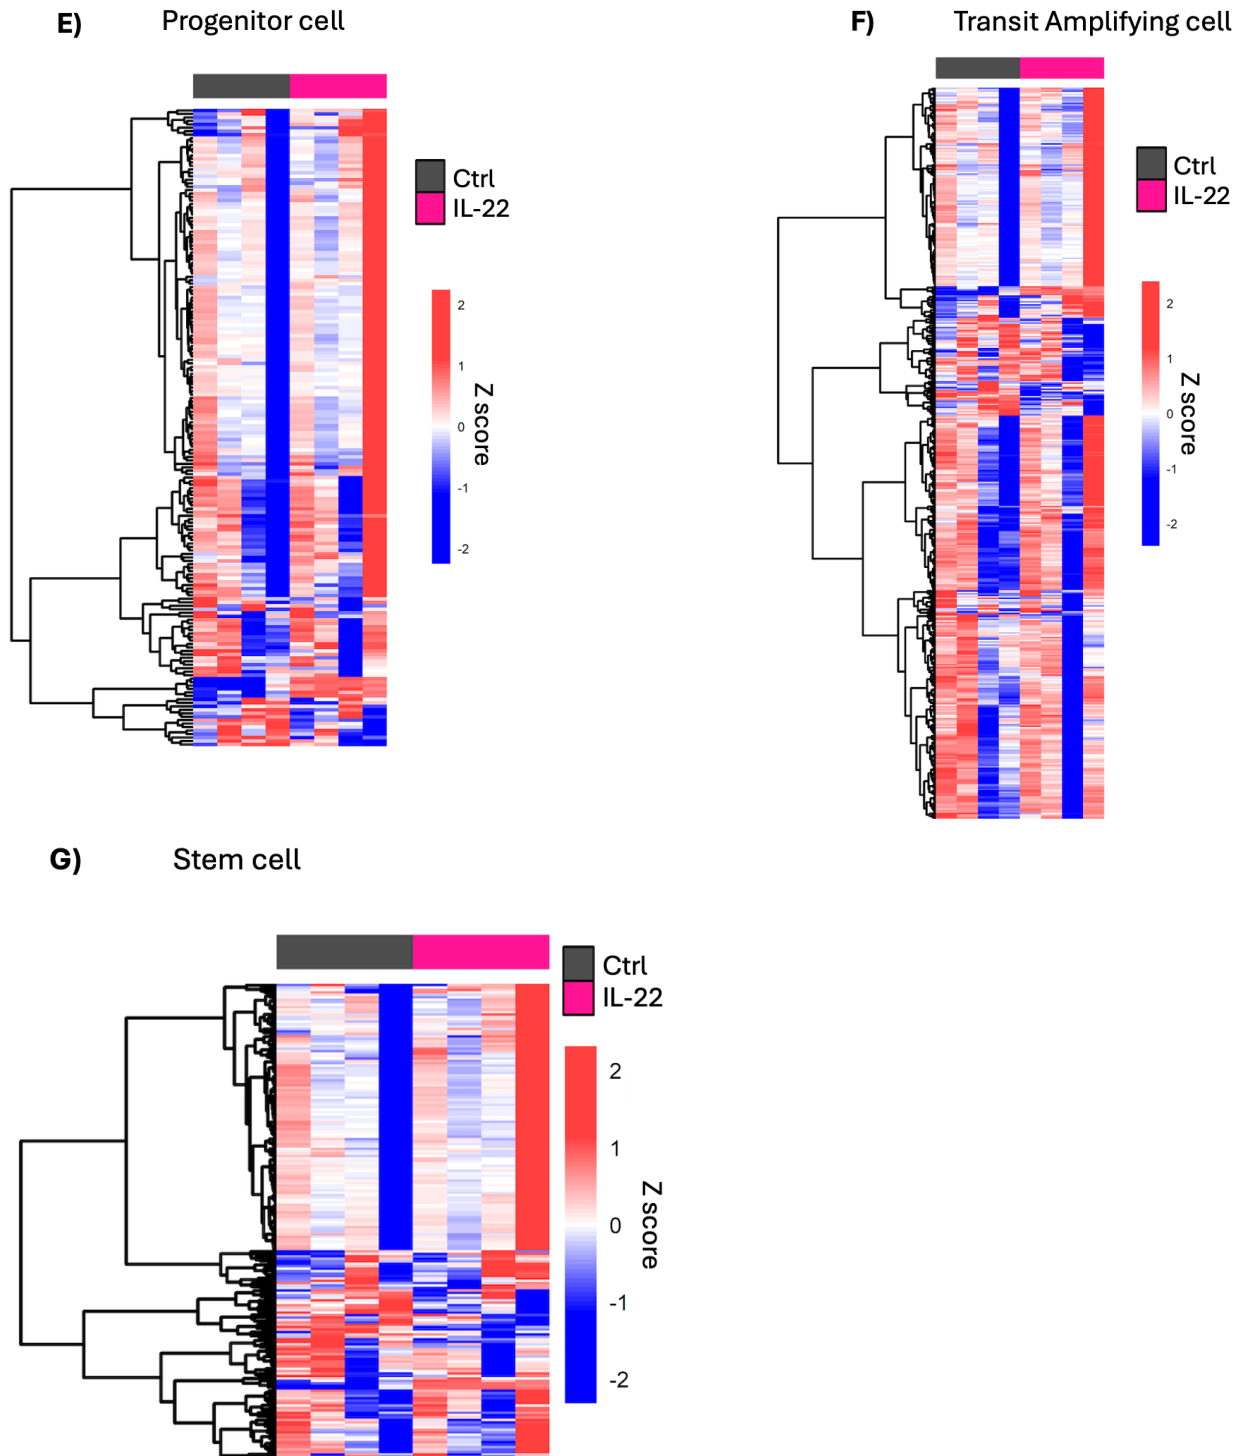 E) Progenitor cell
Ctrl
IL-22
2
1
0
-1
-2
Z score
F) Transit Amplifying cell
Ctrl
IL-22
2
1
0
-1
-2
Z score
G) Stem cell
Ctrl
IL-22
2
1
0
-1
-2
Z score